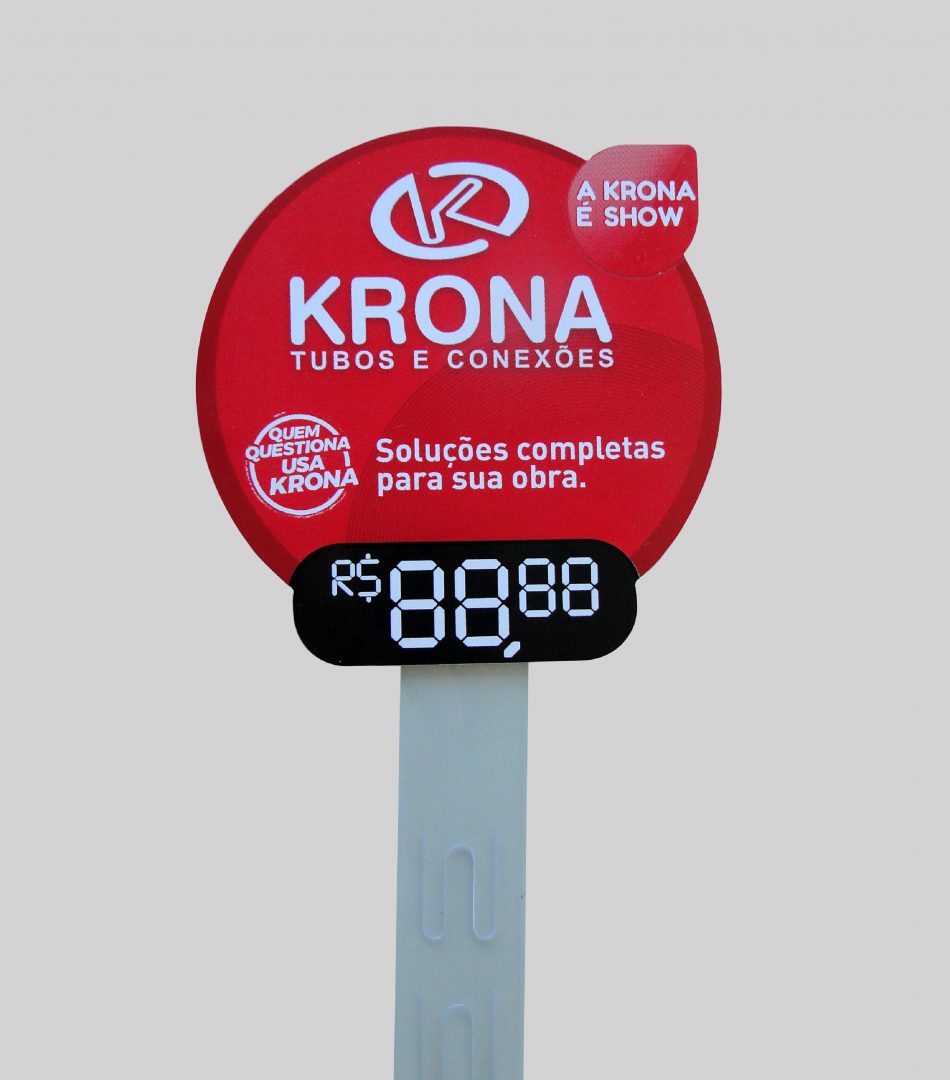 A KRONA
É SHOW
KRONA
TUBOS E CONEXÕES
QUEM
QUESTIONA
USA
KRONA
Soluções completas
para sua obra.
R$88,88